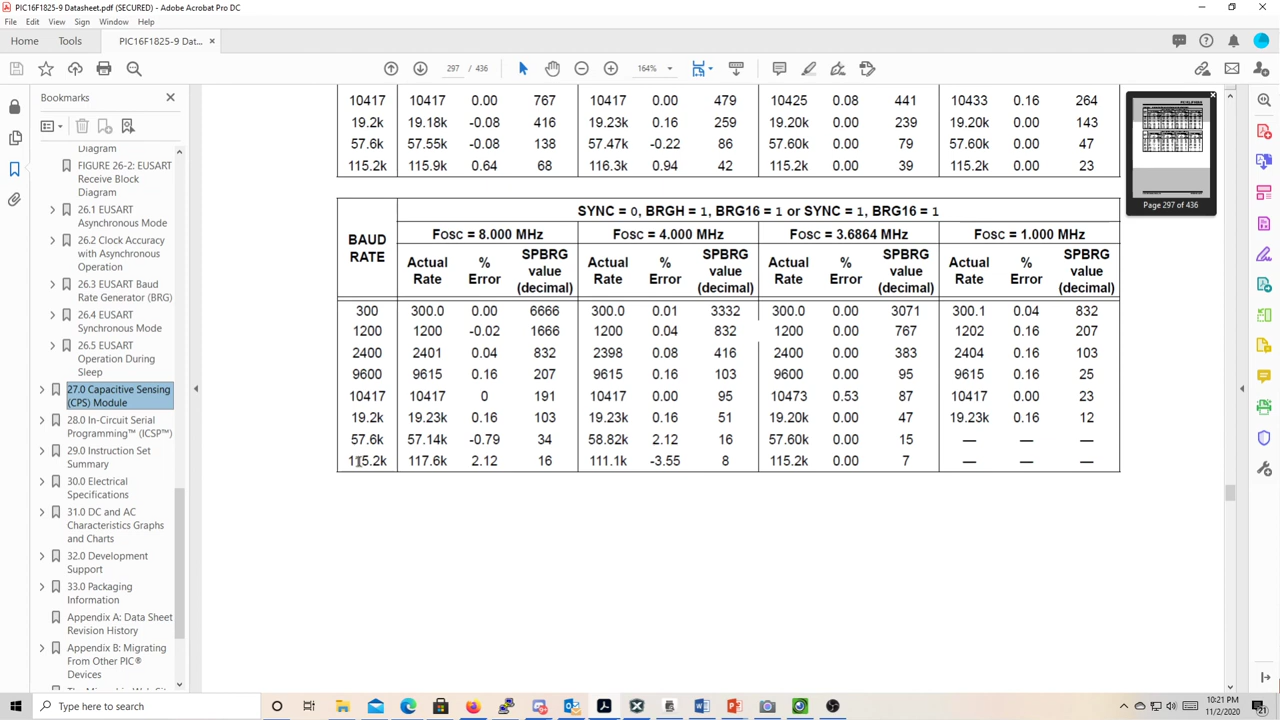 PIC16F1825-9 Datasheet.pdf (SECURED) - Adobe Acrobat Pro DC
File Edit View Sign Window Help
Home Tools PIC16F1825-9 Dat... ×
297 / 436 164%
Bookmarks
Diagram
FIGURE 26-2: EUSART
Receive Block
Diagram
26.1 EUSART
Asynchronous Mode
26.2 Clock Accuracy
with Asynchronous
Operation
26.3 EUSART Baud
Rate Generator (BRG)
26.4 EUSART
Synchronous Mode
26.5 EUSART
Operation During
Sleep
27.0 Capacitive Sensing
(CPS) Module
28.0 In-Circuit Serial
Programming™ (ICSP™)
29.0 Instruction Set
Summary
30.0 Electrical
Specifications
31.0 DC and AC
Characteristics Graphs
and Charts
32.0 Development
Support
33.0 Packaging
Information
Appendix A: Data Sheet
Revision History
Appendix B: Migrating
From Other PIC®
Devices
10417 10417 0.00 767 10417 0.00 479 10425 0.08 441 10433 0.16 264
19.2k 19.18k -0.08 416 19.23k 0.16 259 19.20k 0.00 239 19.20k 0.00 143
57.6k 57.55k -0.08 138 57.47k -0.22 86 57.60k 0.00 79 57.60k 0.00 47
115.2k 115.9k 0.64 68 116.3k 0.94 42 115.2k 0.00 39 115.2k 0.00 23
SYNC = 0, BRGH = 1, BRG16 = 1 or SYNC = 1, BRG16 = 1
BAUD
RATE
FOSC = 8.000 MHz FOSC = 4.000 MHz FOSC = 3.6864 MHz FOSC = 1.000 MHz
Actual % SPBRG Actual % SPBRG Actual % SPBRG Actual % SPBRG
Rate Error value Rate Error value Rate Error value Rate Error value
(decimal) (decimal) (decimal) (decimal)
300 300.0 0.00 6666 300.0 0.01 3332 300.0 0.00 3071 300.1 0.04 832
1200 1200 -0.02 1666 1200 0.04 832 1200 0.00 767 1202 0.16 207
2400 2401 0.04 832 2398 0.08 416 2400 0.00 383 2404 0.16 103
9600 9615 0.16 207 9615 0.16 103 9600 0.00 95 9615 0.16 25
10417 10417 0 191 10417 0.00 95 10473 0.53 87 10417 0.00 23
19.2k 19.23k 0.16 103 19.23k 0.16 51 19.20k 0.00 47 19.23k 0.16 12
57.6k 57.14k -0.79 34 58.82k 2.12 16 57.60k 0.00 15 — — —
115.2k 117.6k 2.12 16 111.1k -3.55 8 115.2k 0.00 7 — — —
Page 297 of 436
Type here to search
10:21 PM
11/2/2020
21